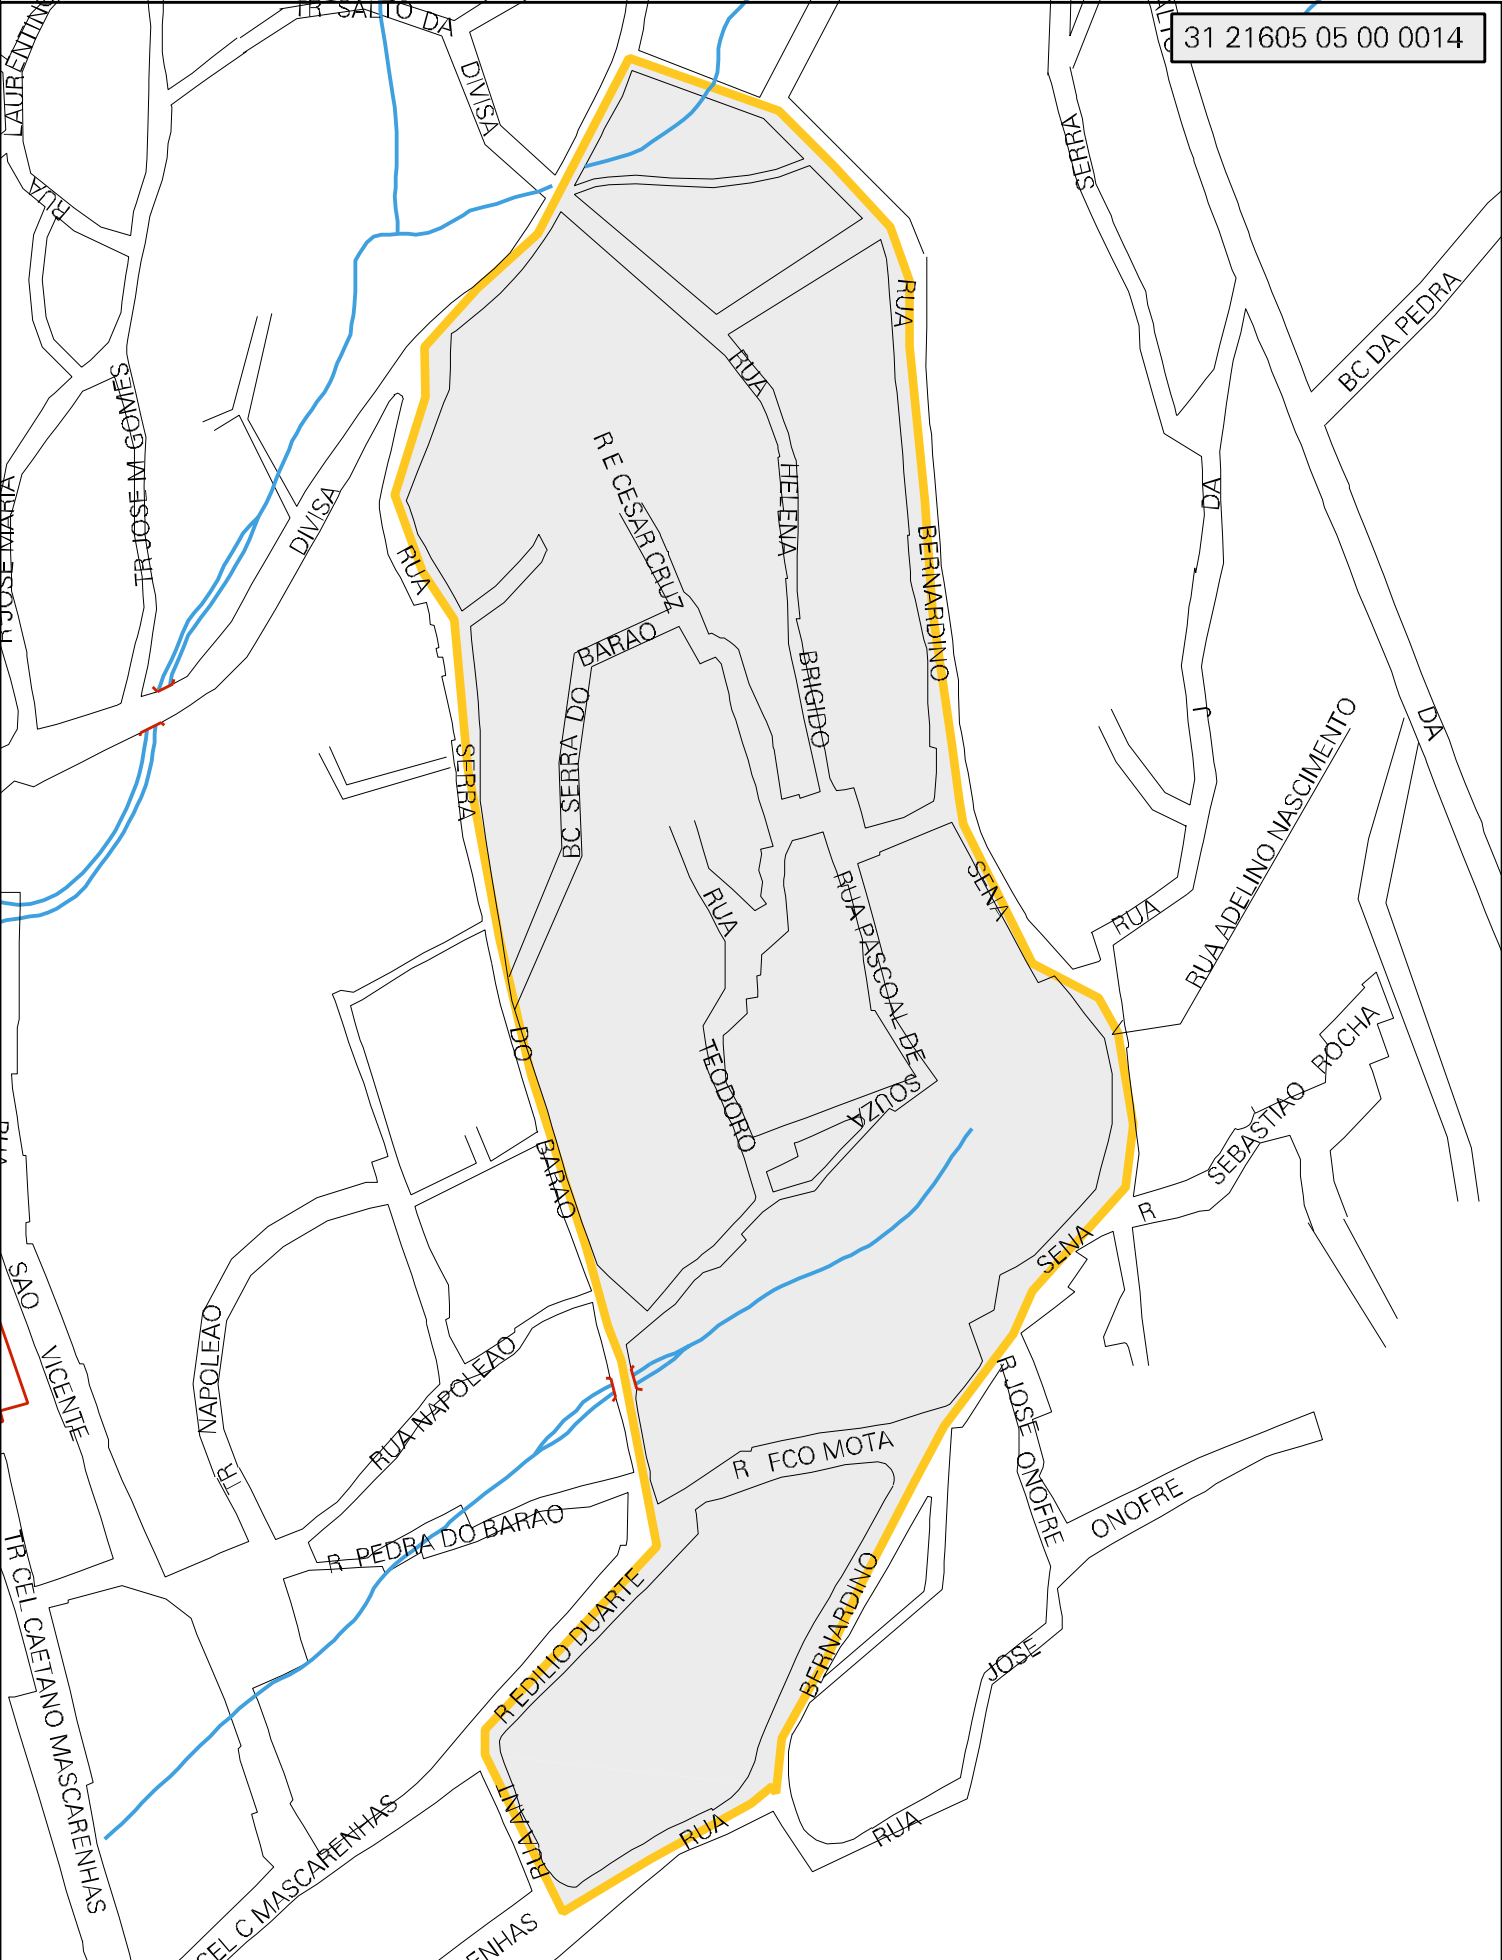 TR SALTO DA
31 21605 05 00 0014
LAURENTINO
DIVISA
SERRA
RUA
BC DA PEDRA
RUA
TR JOSE M GOMES
RUA
R JOSE MARIA
DIVISA
R E CESAR CRUZ
HELENA
DA
RUA
BERNARDINO
BARAO
BRIGIDO
J
DA
SERRA
BC SERRA DO
RUA ADELINO NASCIMENTO
SENA
RUA
RUA
RUA PASCOAL DE
SOUZA
DO
TEODORO
SEBASTIAO ROCHA
R
BARAO
SENA
SAO
VICENTE
NAPOLEAO
TR
RUA NAPOLEAO
R JOSE ONOFRE
R FCO MOTA
ONOFRE
R PEDRA DO BARAO
TR CEL CAETANO MASCARENHAS
R EDILIO DUARTE
BERNARDINO
JOSE
RUA ANT
RUA
RUA
CEL C MASCARENHAS
ENHAS